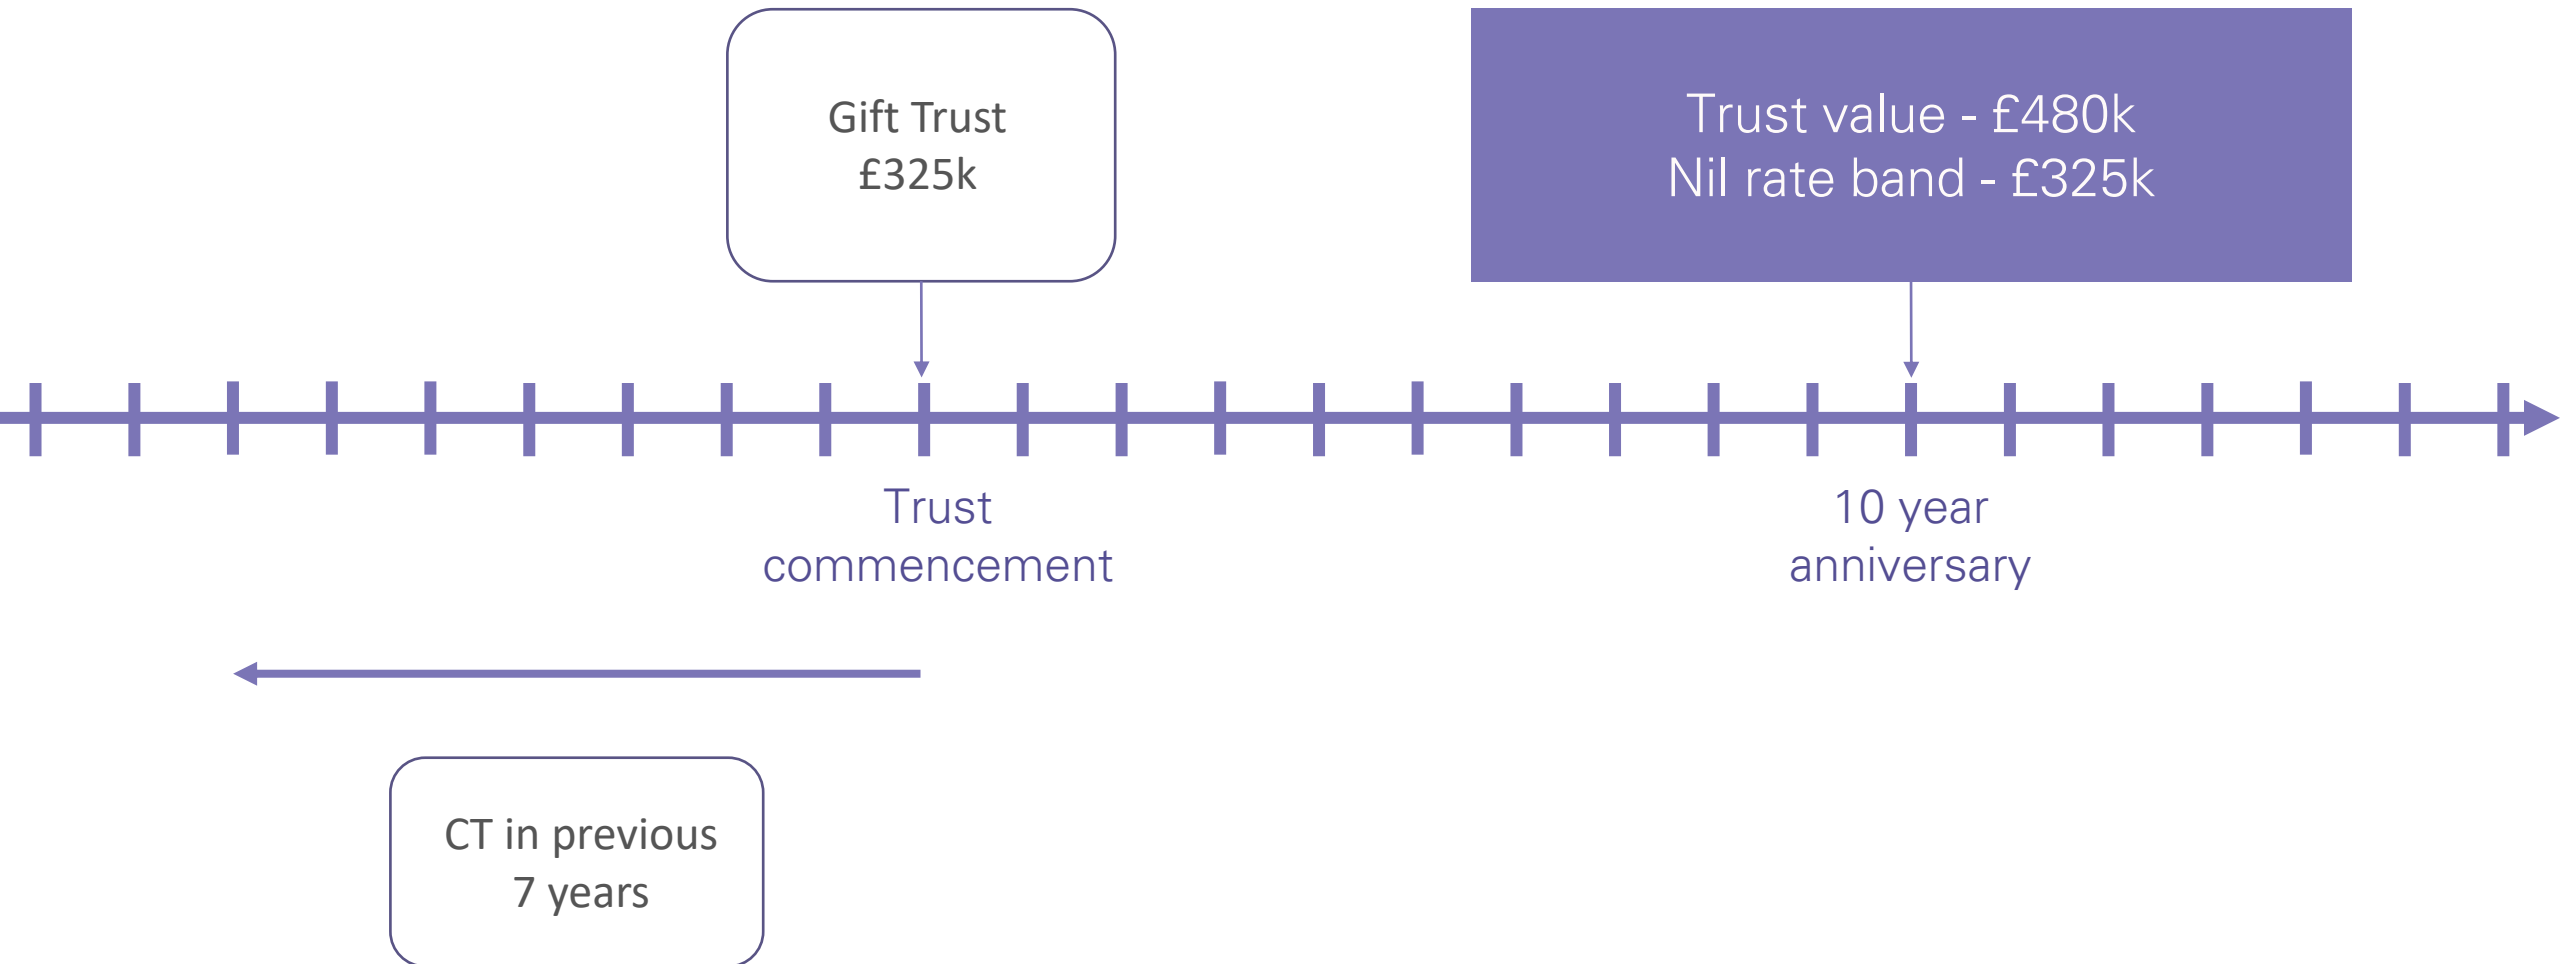 Gift Trust
£325k
Trust value - £480k
Nil rate band - £325k
Trust
commencement
10 year
anniversary
CT in previous
7 years